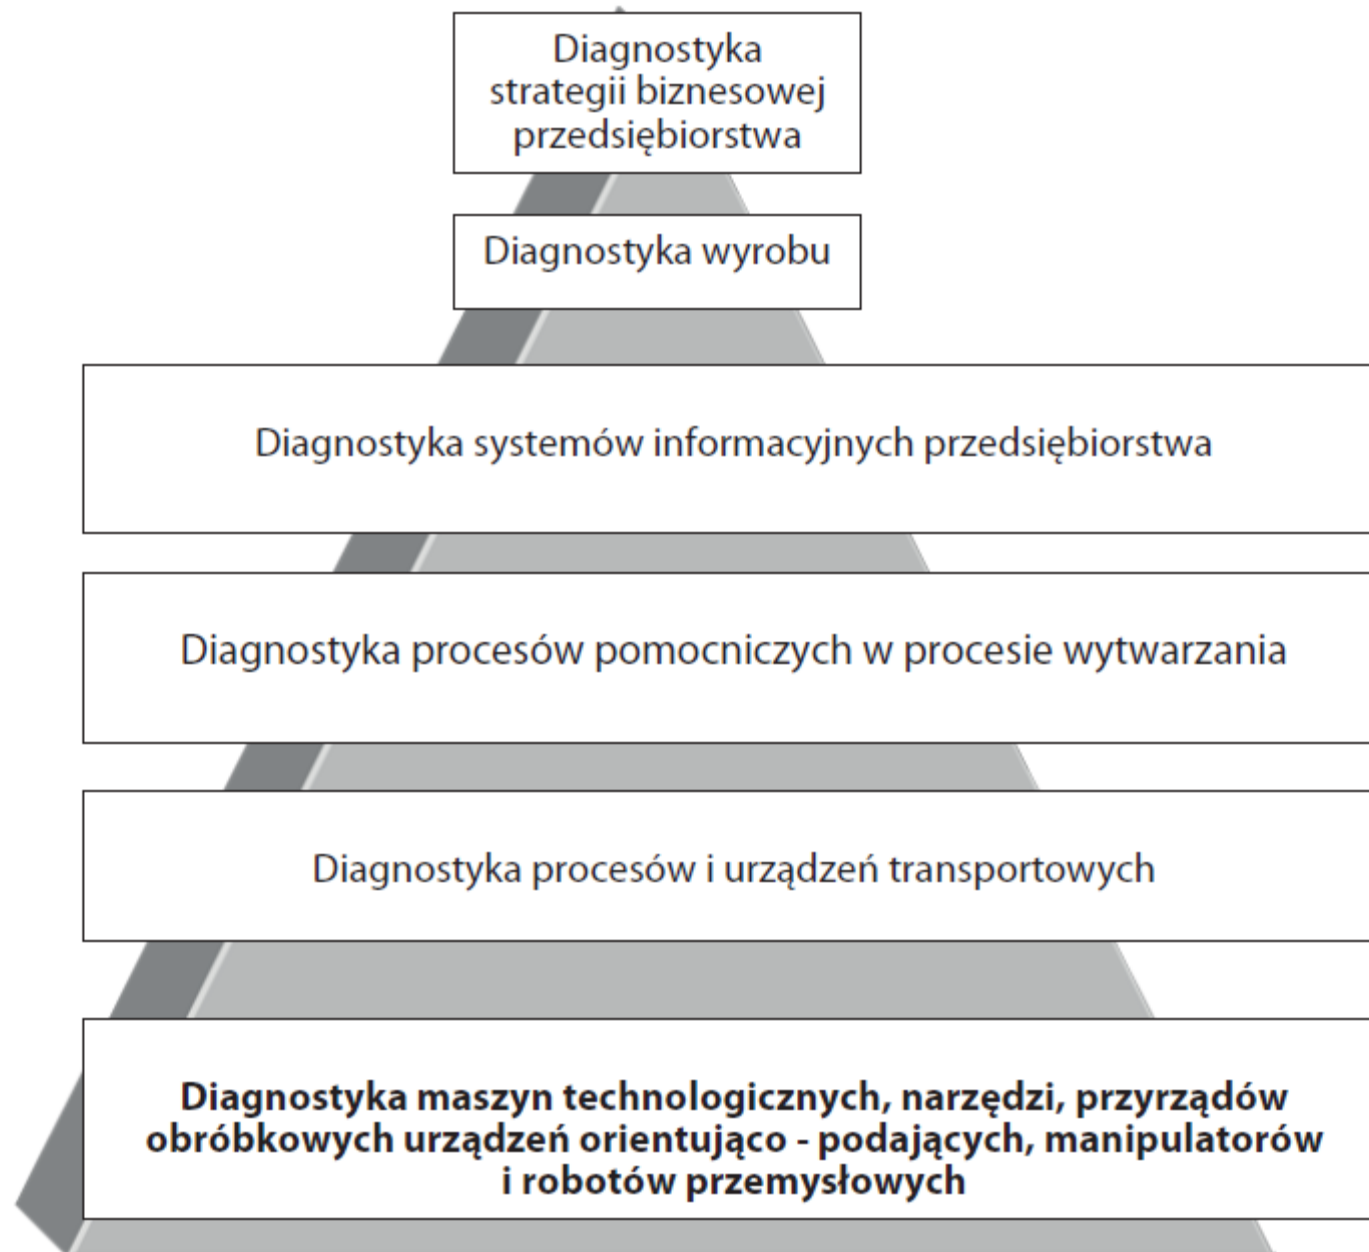 Diagnostyka
strategii biznesowej
przedsiębiorstwa
Diagnostyka wyrobu
Diagnostyka systemów informacyjnych przedsiębiorstwa
Diagnostyka procesów pomocniczych w procesie wytwarzania
Diagnostyka procesów i urządzeń transportowych
Diagnostyka maszyn technologicznych, narzędzi, przyrządów
obróbkowych urządzeń orientująco - podających, manipulatorów
i robotów przemysłowych